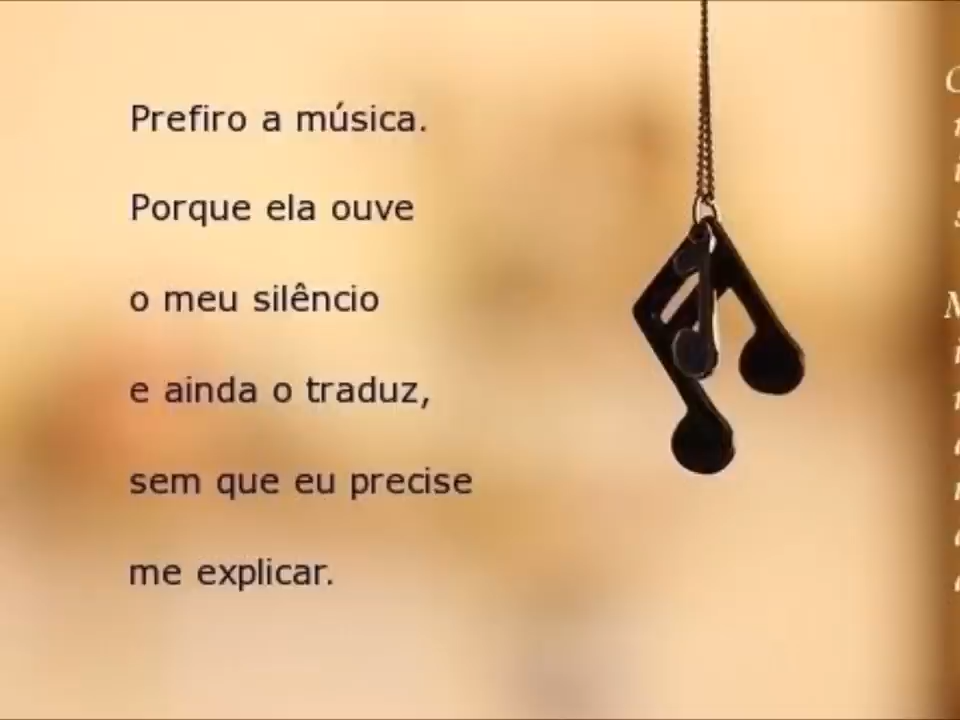 Prefiro a música.
Porque ela ouve
o meu silêncio
e ainda o traduz,
sem que eu precise
me explicar.